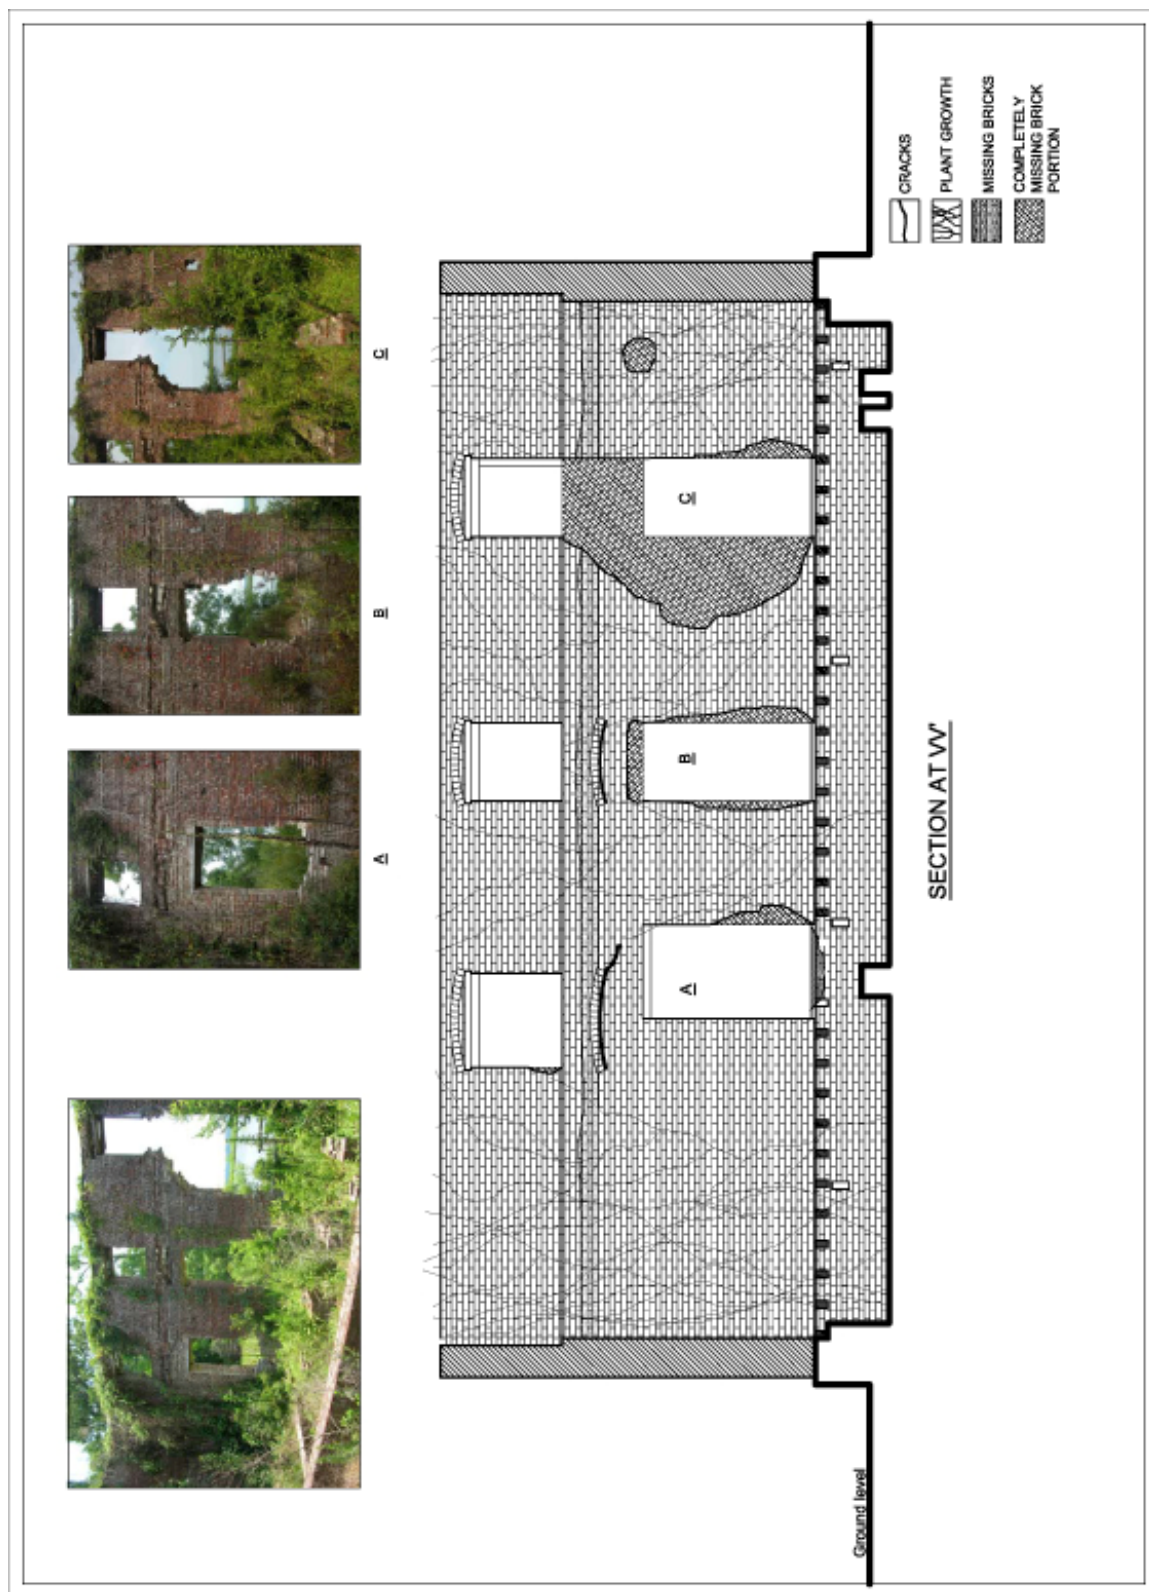 A
B
C
A
B
C
Ground level
SECTION AT VV'
CRACKS
PLANT GROWTH
MISSING BRICKS
COMPLETELY
MISSING BRICK
PORTION